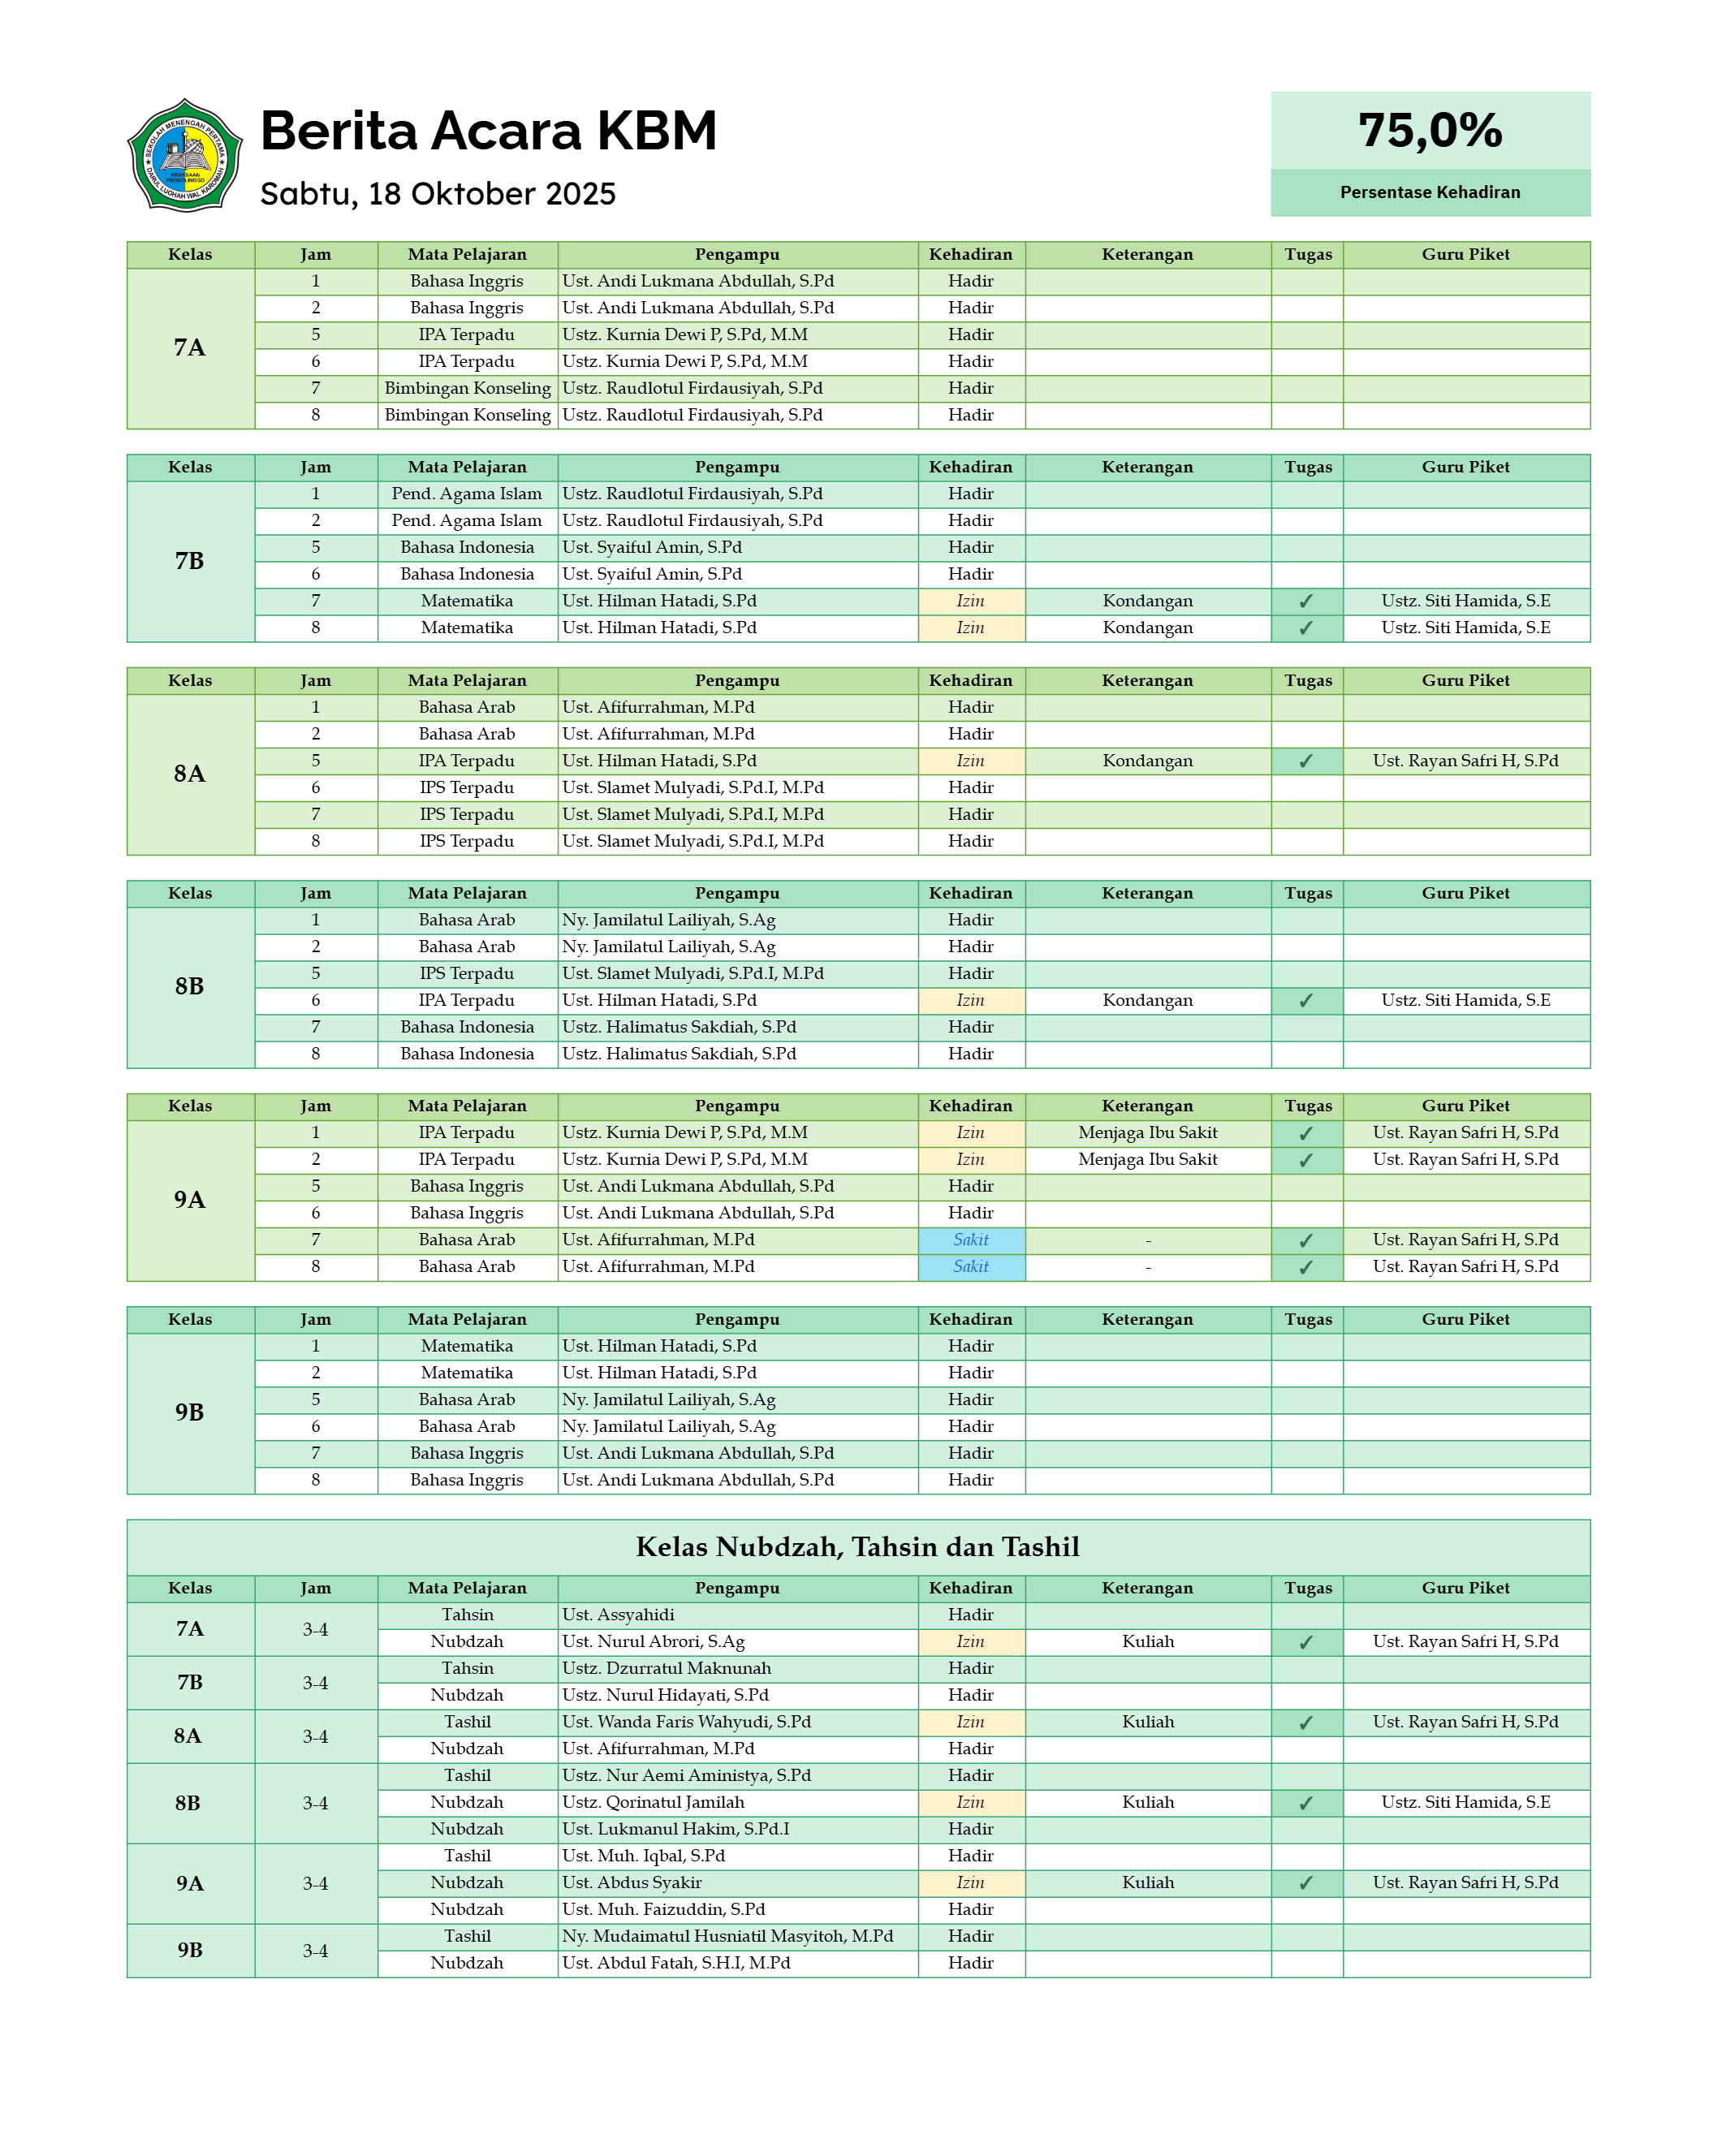 SEKOLAH MENENGAH PERTAMA
KRAKSAAN
PROBOLINGGO
DARUL LUGHAH WAL KAROMAH
Berita Acara KBM
Sabtu, 18 Oktober 2025
75,0%
Persentase Kehadiran
Kelas Jam Mata Pelajaran Pengampu Kehadiran Keterangan Tugas Guru Piket
7A
1 Bahasa Inggris Ust. Andi Lukmana Abdullah, S.Pd Hadir
2 Bahasa Inggris Ust. Andi Lukmana Abdullah, S.Pd Hadir
5 IPA Terpadu Ustz. Kurnia Dewi P, S.Pd, M.M Hadir
6 IPA Terpadu Ustz. Kurnia Dewi P, S.Pd, M.M Hadir
7 Bimbingan Konseling Ustz. Raudlotul Firdausiyah, S.Pd Hadir
8 Bimbingan Konseling Ustz. Raudlotul Firdausiyah, S.Pd Hadir
Kelas Jam Mata Pelajaran Pengampu Kehadiran Keterangan Tugas Guru Piket
7B
1 Pend. Agama Islam Ustz. Raudlotul Firdausiyah, S.Pd Hadir
2 Pend. Agama Islam Ustz. Raudlotul Firdausiyah, S.Pd Hadir
5 Bahasa Indonesia Ust. Syaiful Amin, S.Pd Hadir
6 Bahasa Indonesia Ust. Syaiful Amin, S.Pd Hadir
7 Matematika Ust. Hilman Hatadi, S.Pd Izin Kondangan ✓ Ustz. Siti Hamida, S.E
8 Matematika Ust. Hilman Hatadi, S.Pd Izin Kondangan ✓ Ustz. Siti Hamida, S.E
Kelas Jam Mata Pelajaran Pengampu Kehadiran Keterangan Tugas Guru Piket
8A
1 Bahasa Arab Ust. Afifurrahman, M.Pd Hadir
2 Bahasa Arab Ust. Afifurrahman, M.Pd Hadir
5 IPA Terpadu Ust. Hilman Hatadi, S.Pd Izin Kondangan ✓ Ust. Rayan Safri H, S.Pd
6 IPS Terpadu Ust. Slamet Mulyadi, S.Pd.I, M.Pd Hadir
7 IPS Terpadu Ust. Slamet Mulyadi, S.Pd.I, M.Pd Hadir
8 IPS Terpadu Ust. Slamet Mulyadi, S.Pd.I, M.Pd Hadir
Kelas Jam Mata Pelajaran Pengampu Kehadiran Keterangan Tugas Guru Piket
8B
1 Bahasa Arab Ny. Jamilatul Lailiyah, S.Ag Hadir
2 Bahasa Arab Ny. Jamilatul Lailiyah, S.Ag Hadir
5 IPS Terpadu Ust. Slamet Mulyadi, S.Pd.I, M.Pd Hadir
6 IPA Terpadu Ust. Hilman Hatadi, S.Pd Izin Kondangan ✓ Ustz. Siti Hamida, S.E
7 Bahasa Indonesia Ustz. Halimatus Sakdiah, S.Pd Hadir
8 Bahasa Indonesia Ustz. Halimatus Sakdiah, S.Pd Hadir
Kelas Jam Mata Pelajaran Pengampu Kehadiran Keterangan Tugas Guru Piket
9A
1 IPA Terpadu Ustz. Kurnia Dewi P, S.Pd, M.M Izin Menjaga Ibu Sakit ✓ Ust. Rayan Safri H, S.Pd
2 IPA Terpadu Ustz. Kurnia Dewi P, S.Pd, M.M Izin Menjaga Ibu Sakit ✓ Ust. Rayan Safri H, S.Pd
5 Bahasa Inggris Ust. Andi Lukmana Abdullah, S.Pd Hadir
6 Bahasa Inggris Ust. Andi Lukmana Abdullah, S.Pd Hadir
7 Bahasa Arab Ust. Afifurrahman, M.Pd Sakit - ✓ Ust. Rayan Safri H, S.Pd
8 Bahasa Arab Ust. Afifurrahman, M.Pd Sakit - ✓ Ust. Rayan Safri H, S.Pd
Kelas Jam Mata Pelajaran Pengampu Kehadiran Keterangan Tugas Guru Piket
9B
1 Matematika Ust. Hilman Hatadi, S.Pd Hadir
2 Matematika Ust. Hilman Hatadi, S.Pd Hadir
5 Bahasa Arab Ny. Jamilatul Lailiyah, S.Ag Hadir
6 Bahasa Arab Ny. Jamilatul Lailiyah, S.Ag Hadir
7 Bahasa Inggris Ust. Andi Lukmana Abdullah, S.Pd Hadir
8 Bahasa Inggris Ust. Andi Lukmana Abdullah, S.Pd Hadir
Kelas Nubdzah, Tahsin dan Tashil
Kelas Jam Mata Pelajaran Pengampu Kehadiran Keterangan Tugas Guru Piket
7A 3-4
Tahsin Ust. Assyahidi Hadir
Nubdzah Ust. Nurul Abrori, S.Ag Izin Kuliah ✓ Ust. Rayan Safri H, S.Pd
7B 3-4
Tahsin Ustz. Dzurratul Maknunah Hadir
Nubdzah Ustz. Nurul Hidayati, S.Pd Hadir
8A 3-4
Tashil Ust. Wanda Faris Wahyudi, S.Pd Izin Kuliah ✓ Ust. Rayan Safri H, S.Pd
Nubdzah Ust. Afifurrahman, M.Pd Hadir
8B 3-4
Tashil Ustz. Nur Aemi Aministya, S.Pd Hadir
Nubdzah Ustz. Qorinatul Jamilah Izin Kuliah ✓ Ustz. Siti Hamida, S.E
Nubdzah Ust. Lukmanul Hakim, S.Pd.I Hadir
9A 3-4
Tashil Ust. Muh. Iqbal, S.Pd Hadir
Nubdzah Ust. Abdus Syakir Izin Kuliah ✓ Ust. Rayan Safri H, S.Pd
Nubdzah Ust. Muh. Faizuddin, S.Pd Hadir
9B 3-4
Tashil Ny. Mudaimatul Husniatil Masyitoh, M.Pd Hadir
Nubdzah Ust. Abdul Fatah, S.H.I, M.Pd Hadir